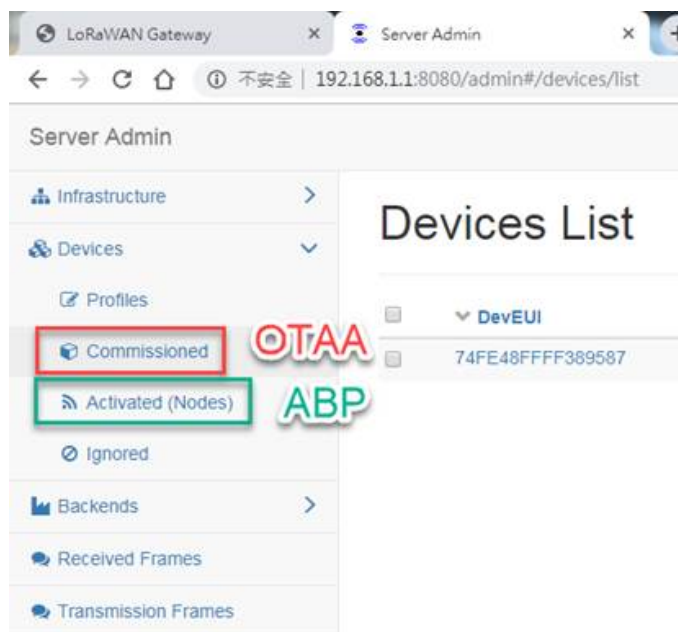 LoRaWAN Gateway
Server Admin
不安全 | 192.168.1.1:8080/admin#/devices/list
Server Admin
Infrastructure
Devices List
Devices
Profiles
DevEUI
Commissioned
OTAA
74FE48FFFF389587
Activated (Nodes)
ABP
Ignored
Backends
Received Frames
Transmission Frames